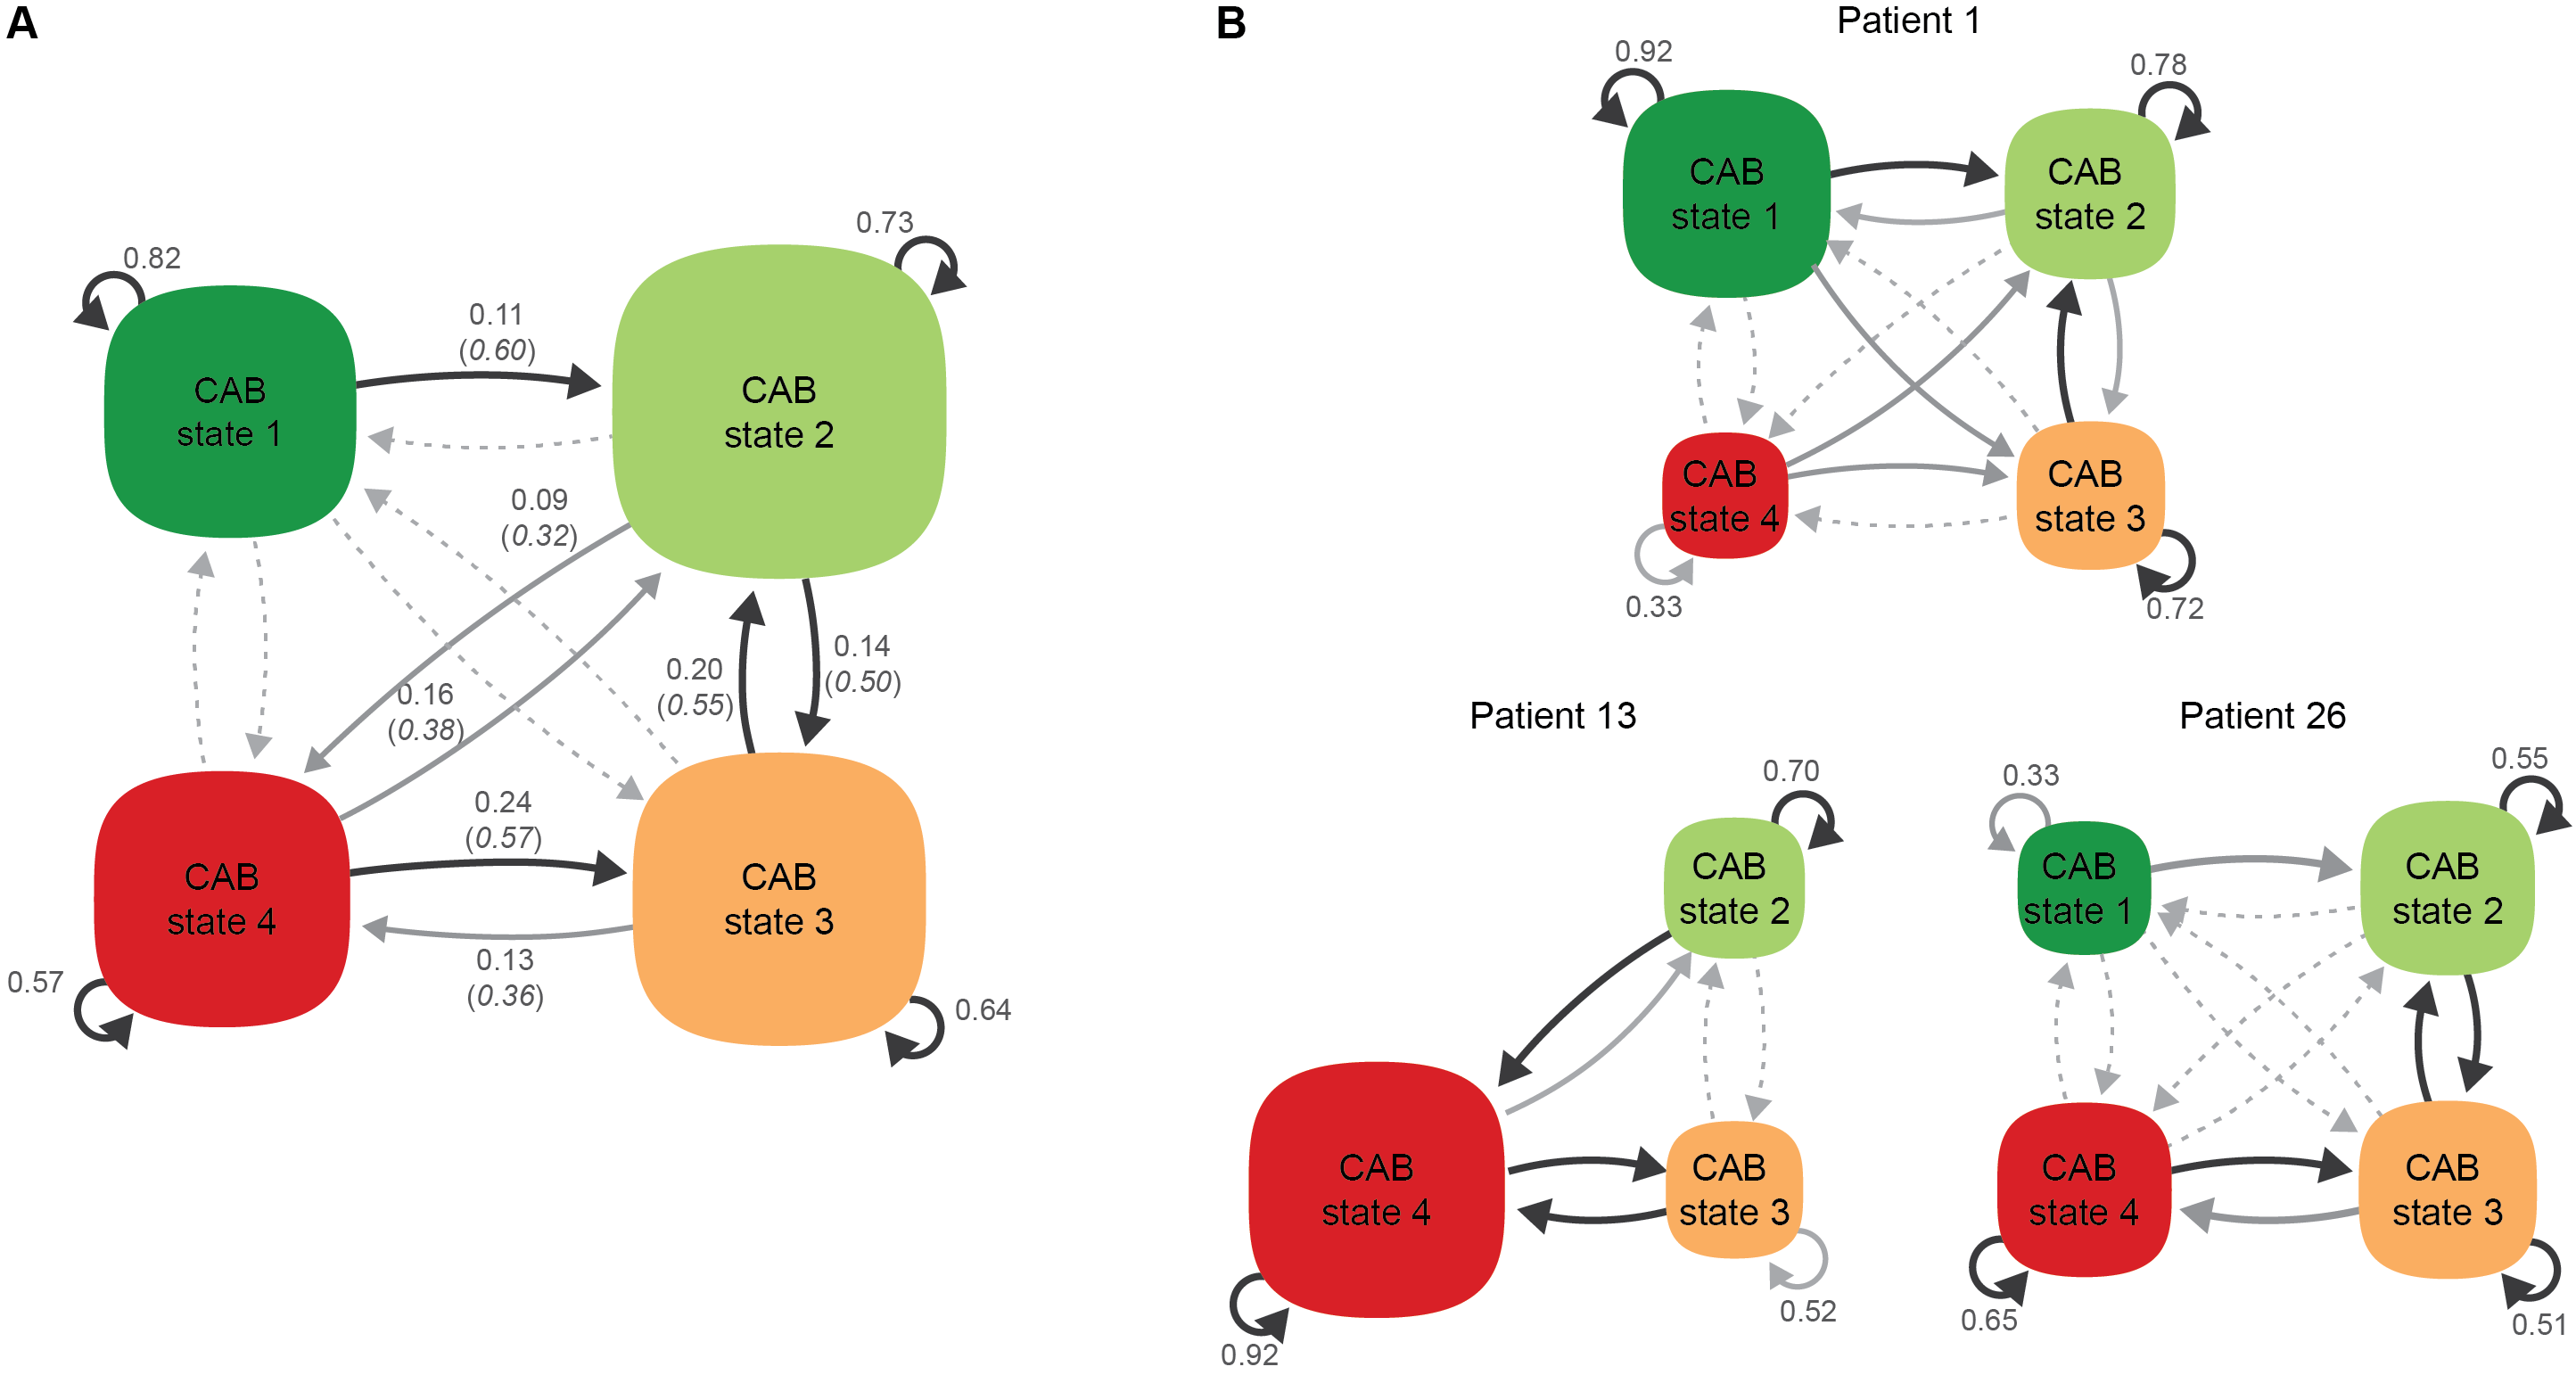 A
0.82
0.73
CAB
state 1
0.11
(0.60)
CAB
state 2
0.09
(0.32)
0.16
(0.38)
0.20
(0.55)
0.14
(0.50)
CAB
state 4
0.24
(0.57)
0.13
(0.36)
CAB
state 3
0.57
0.64
B
Patient 1
0.92
0.78
CAB
state 1
CAB
state 2
CAB
state 4
CAB
state 3
0.33
0.72
Patient 13
0.70
CAB
state 2
CAB
state 4
CAB
state 3
0.52
0.92
Patient 26
0.33
0.55
CAB
state 1
CAB
state 2
CAB
state 4
CAB
state 3
0.65
0.51